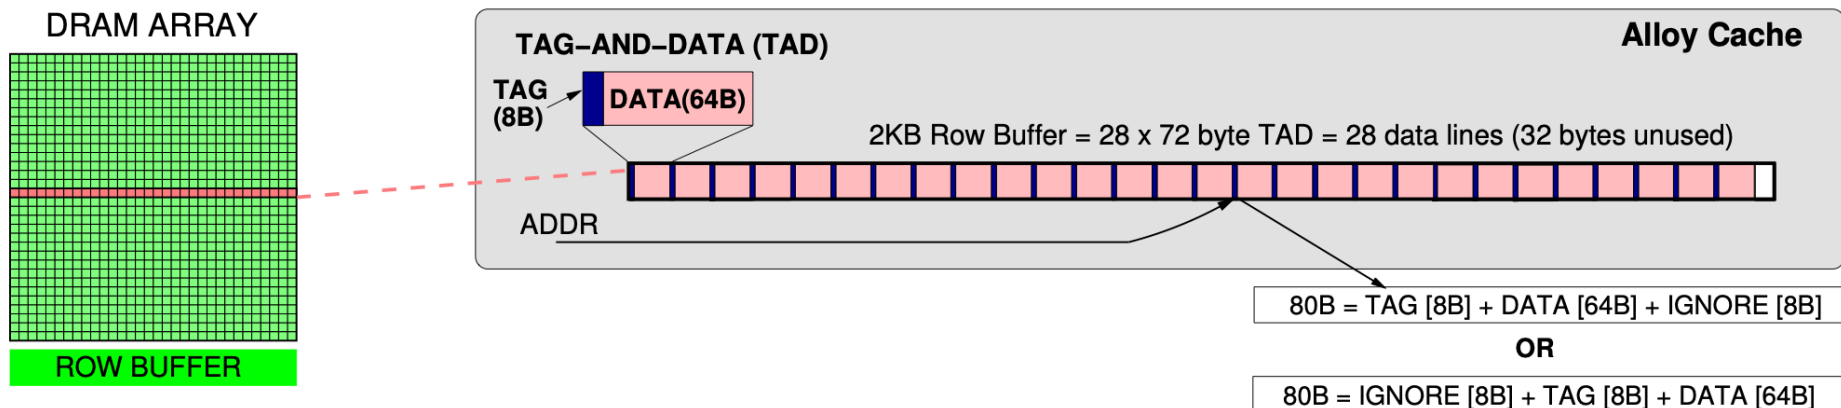 DRAM ARRAY
ROW BUFFER
Alloy Cache
TAG−AND−DATA (TAD)
TAG
(8B)
DATA(64B)
2KB Row Buffer = 28 x 72 byte TAD = 28 data lines (32 bytes unused)
ADDR
80B = TAG [8B] + DATA [64B] + IGNORE [8B]
OR
80B = IGNORE [8B] + TAG [8B] + DATA [64B]